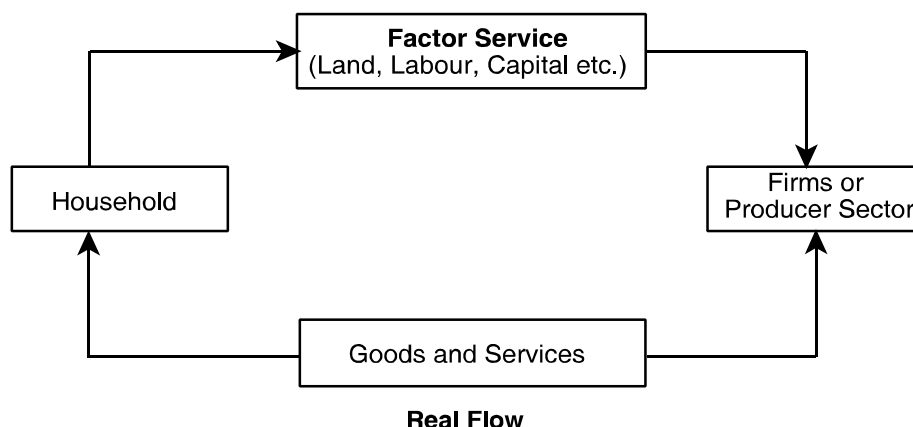 Factor Service
(Land, Labour, Capital etc.)
Household
Firms or
Producer Sector
Goods and Services
Real Flow